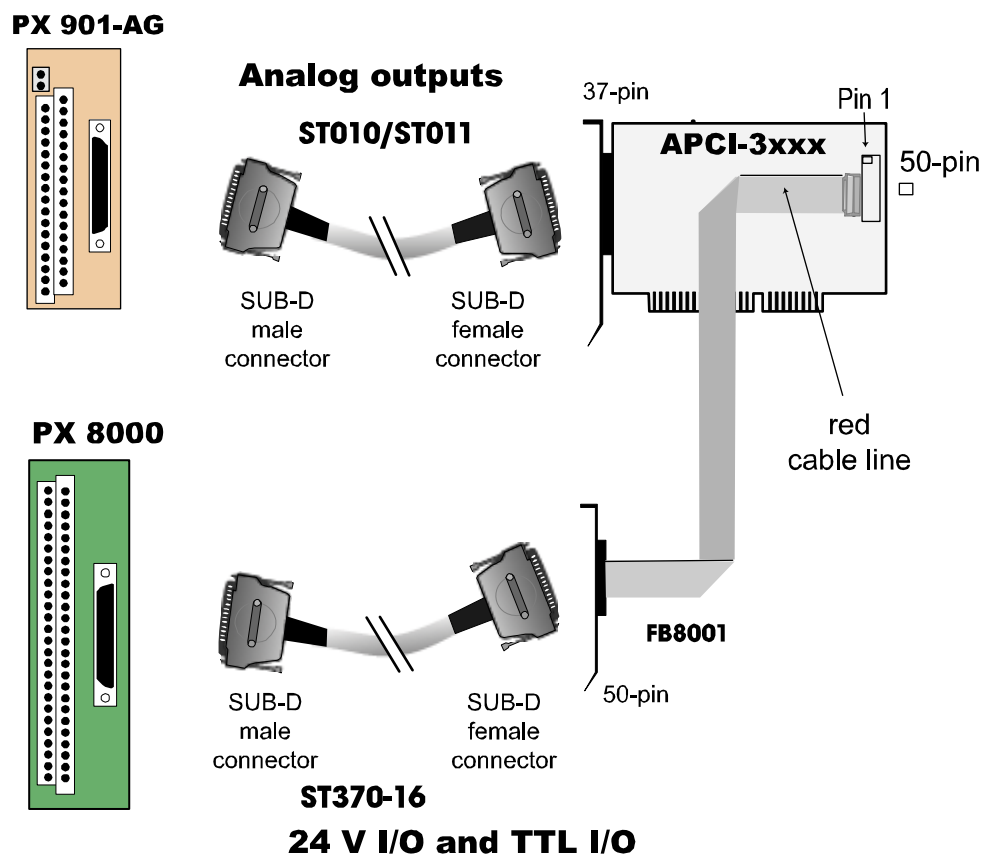 PX 901-AG
Analog outputs
ST010/ST011
37-pin
Pin 1
APCI-3xxx
50-pin
SUB-D
male
connector
SUB-D
female
connector
red
cable line
PX 8000
FB8001
50-pin
SUB-D
male
connector
SUB-D
female
connector
ST370-16
24 V I/O and TTL I/O